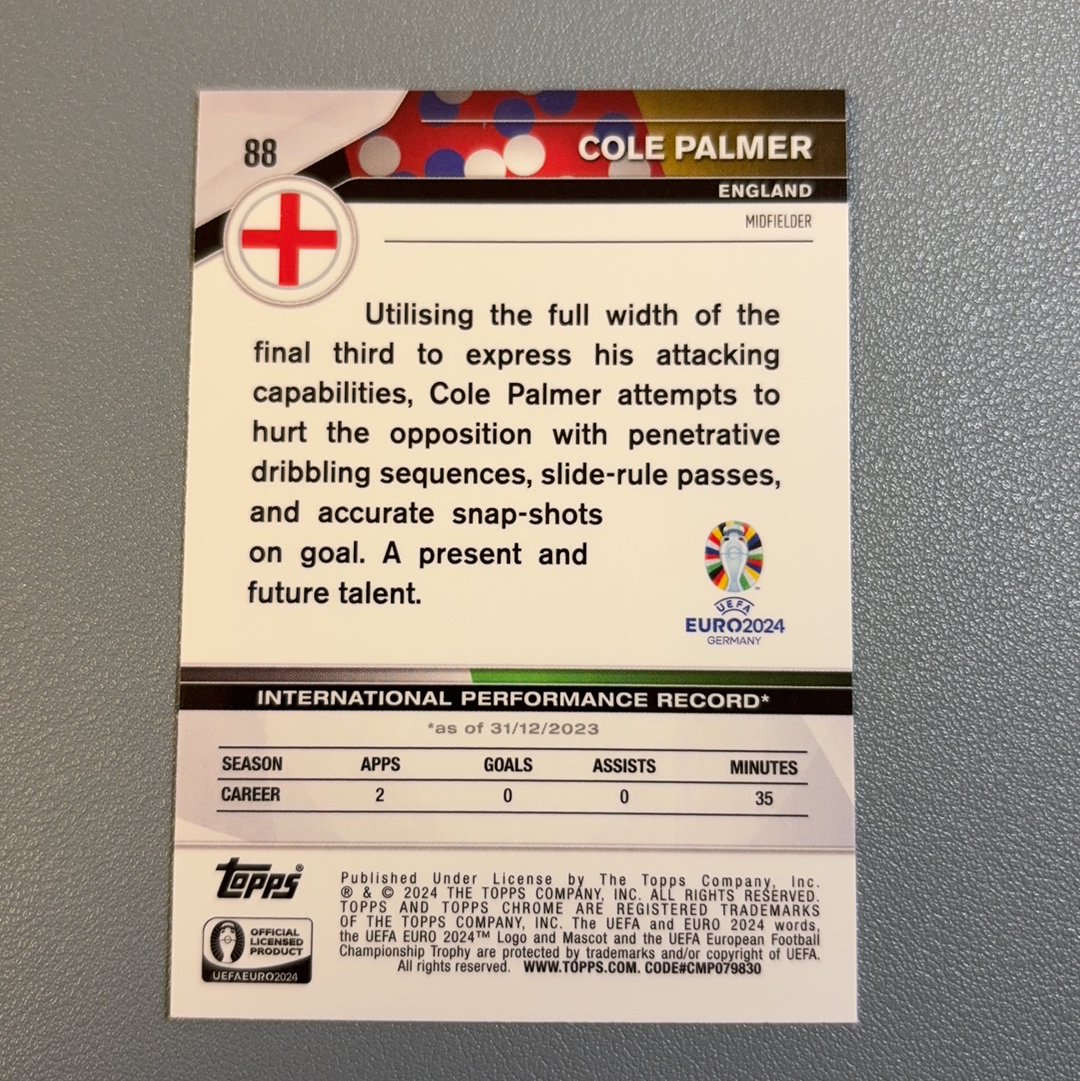 88
COLE PALMER
ENGLAND
MIDFIELDER
Utilising the full width of the
final third to express his attacking
capabilities, Cole Palmer attempts to
hurt the opposition with penetrative
dribbling sequences, slide-rule passes,
and accurate snap-shots
on goal. A present and
future talent.
UEFA
EURO2024
GERMANY
INTERNATIONAL PERFORMANCE RECORD*
*as of 31/12/2023
SEASON APPS GOALS ASSISTS MINUTES
CAREER 2 0 0 35
Topps®
OFFICIAL
LICENSED
PRODUCT
UEFAEURO2024
Published Under License by The Topps Company, Inc.
® & © 2024 THE TOPPS COMPANY, INC. ALL RIGHTS RESERVED.
TOPPS AND TOPPS CHROME ARE REGISTERED TRADEMARKS
OF THE TOPPS COMPANY, INC. The UEFA and EURO 2024 words,
the UEFA EURO 2024™ Logo and Mascot and the UEFA European Football
Championship Trophy are protected by trademarks and/or copyright of UEFA.
All rights reserved. WWW.TOPPS.COM. CODE#CMP079830